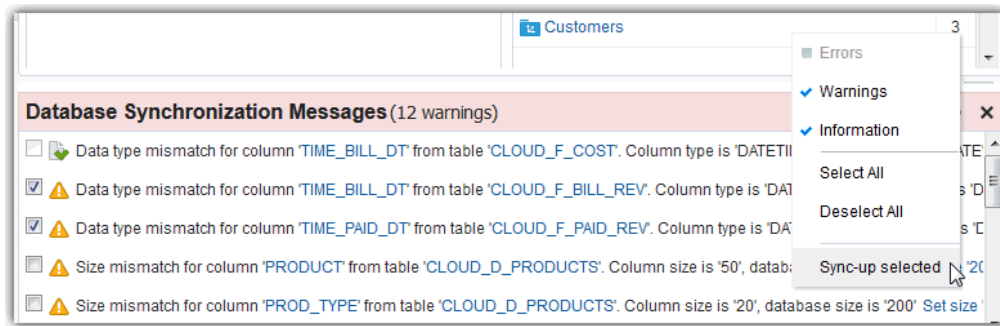 Customers 3
Errors
Warnings
Information
Select All
Deselect All
Sync-up selected
Database Synchronization Messages (12 warnings)
Data type mismatch for column 'TIME_BILL_DT' from table 'CLOUD_F_COST'. Column type is
Data type mismatch for column 'TIME_BILL_DT' from table 'CLOUD_F_BILL_REV'. Column type is
Data type mismatch for column 'TIME_PAID_DT' from table 'CLOUD_F_PAID_REV'. Column type is
Size mismatch for column 'PRODUCT' from table 'CLOUD_D_PRODUCTS'. Column size is '50',
Size mismatch for column 'PROD_TYPE' from table 'CLOUD_D_PRODUCTS'. Column size is '20', database size is '200' Set size